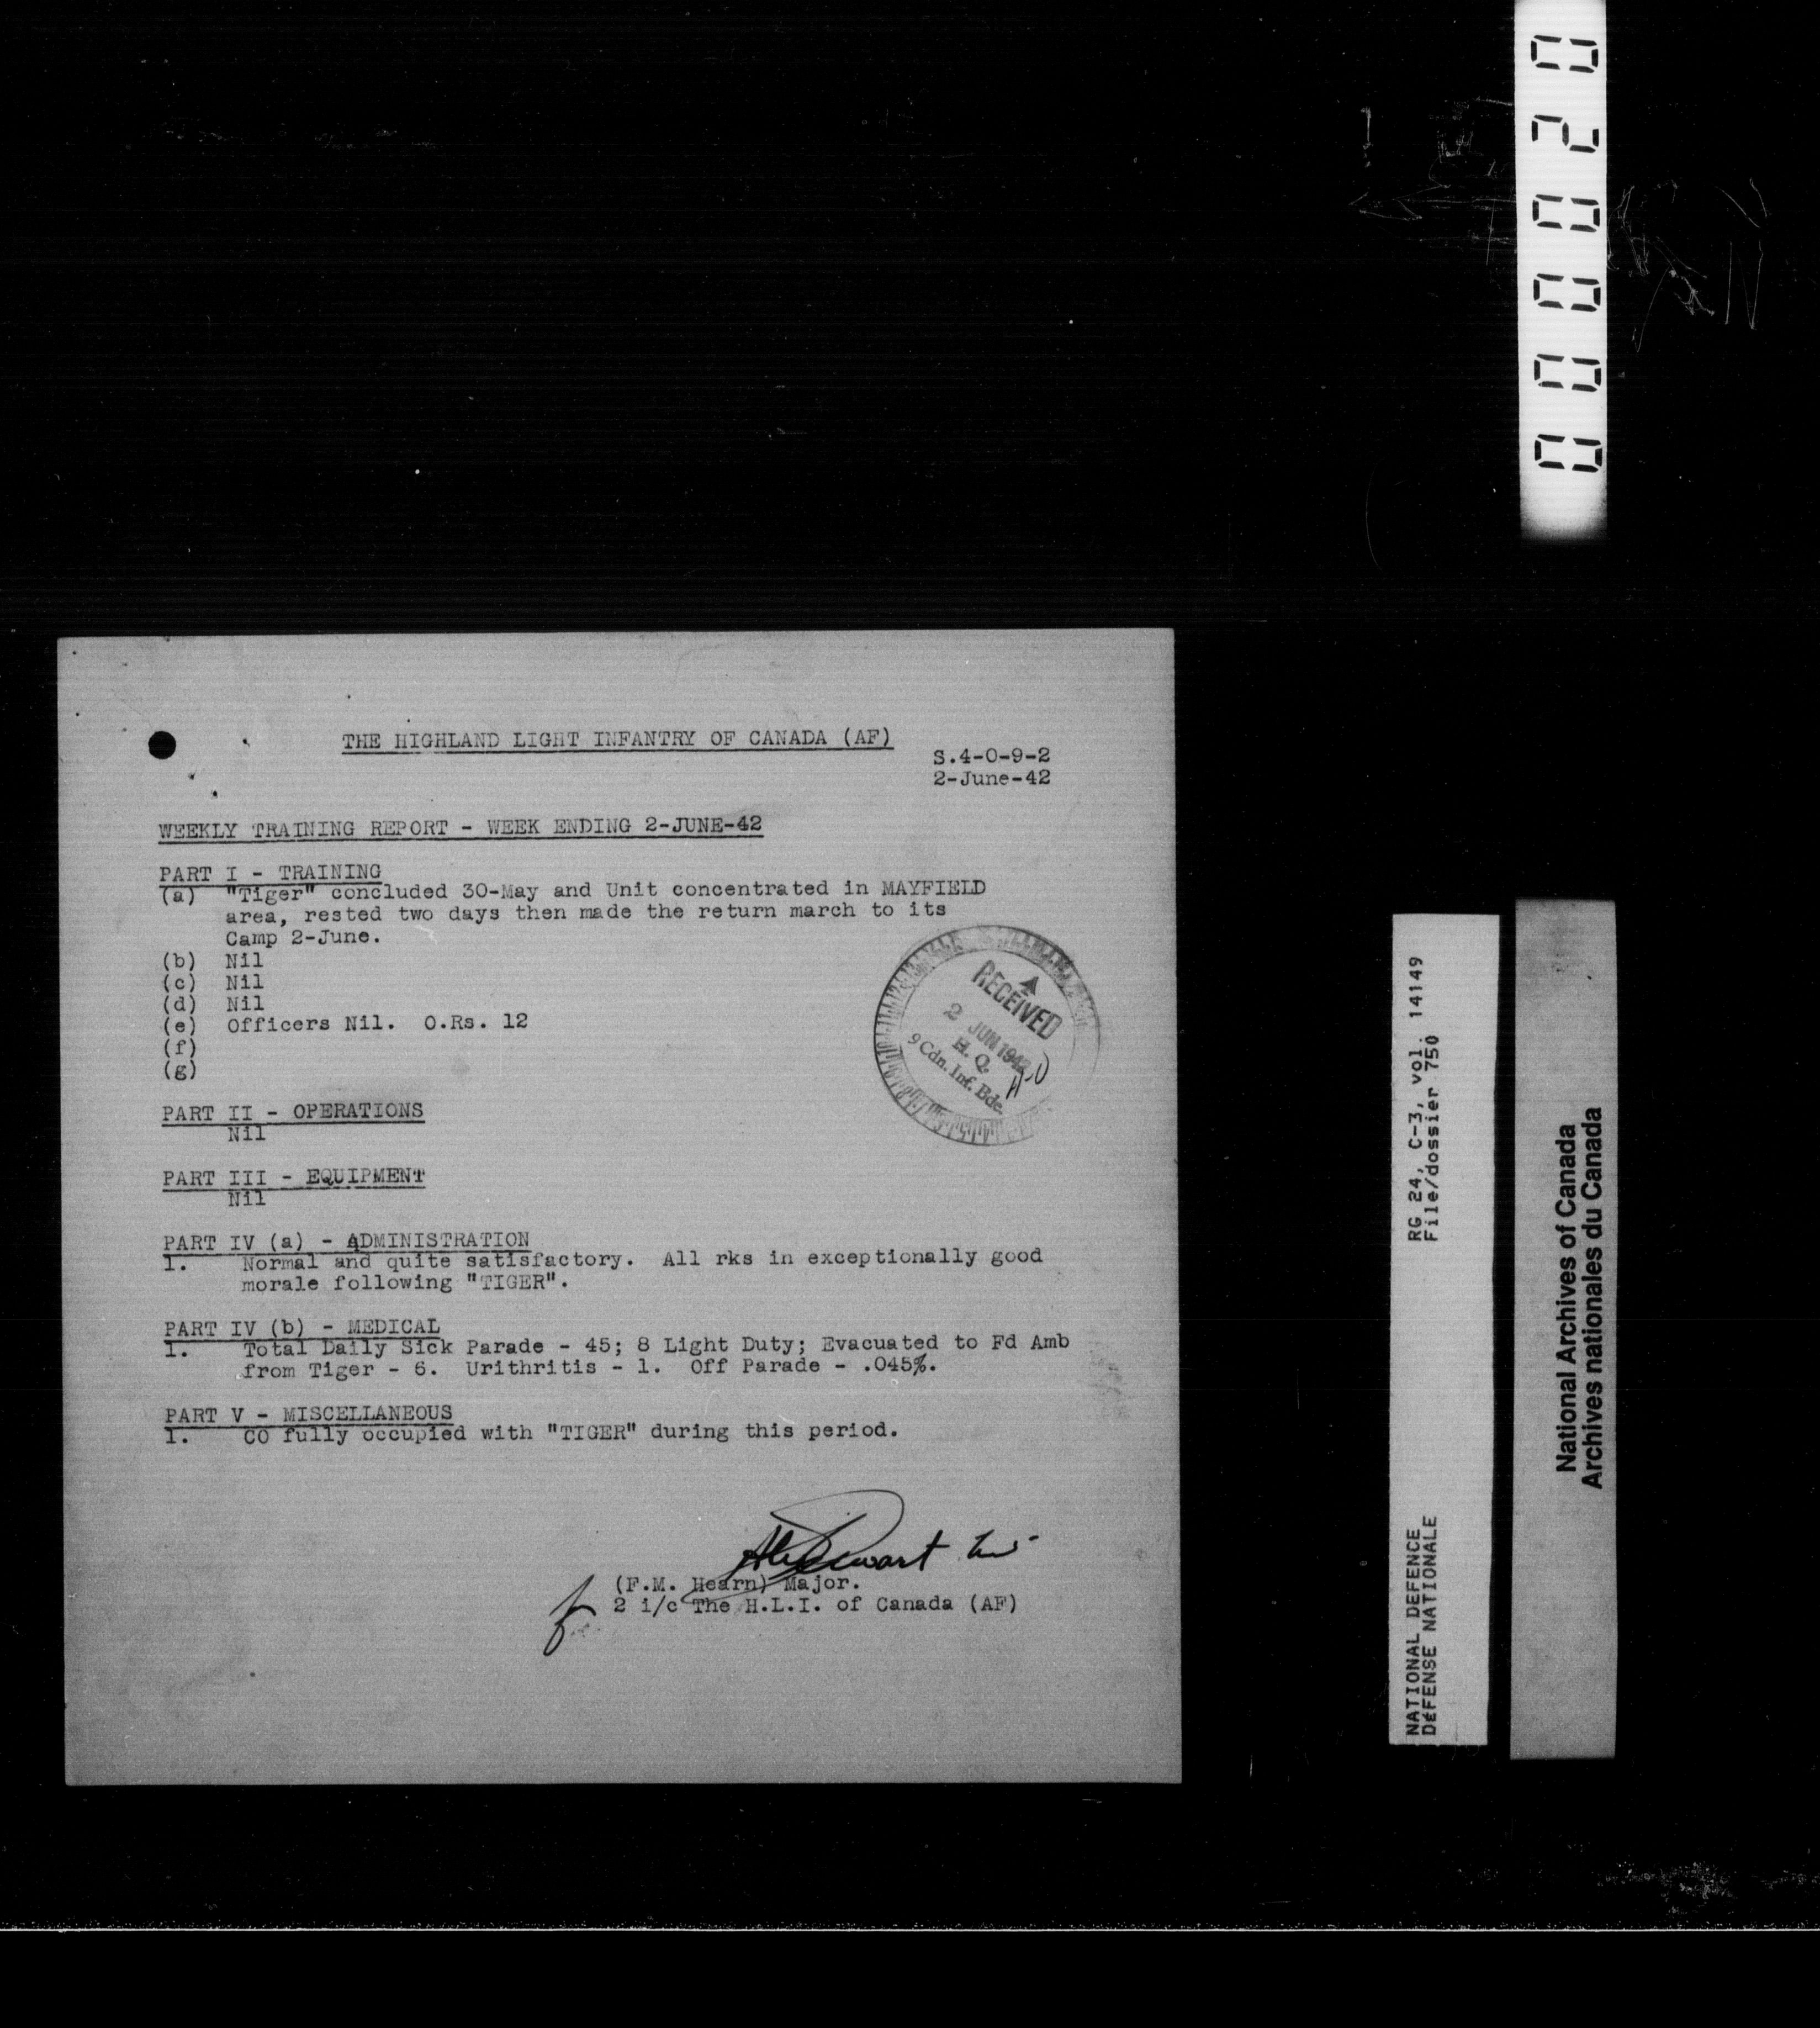 000020
THE HIGHLAND LIGHT INFANTRY OF CANADA (AF)
S.4-0-9-2
2-June-42
WEEKLY TRAINING REPORT - WEEK ENDING 2-JUNE-42
PART I - TRAINING
(a) "Tiger" concluded 30-May and Unit concentrated in MAYFIELD
area, rested two days then made the return march to its
Camp 2-June.
(b) Nil
(c) Nil
(d) Nil
(e) Officers Nil. O.Rs. 12
(f)
(g)
RECEIVED
2 JUN 1942
H. Q.
9 Cdn. Inf. Bde.
PART II - OPERATIONS
Nil
PART III - EQUIPMENT
Nil
PART IV (a) - ADMINISTRATION
1. Normal and quite satisfactory. All rks in exceptionally good
morale following "TIGER".
PART IV (b) - MEDICAL
1. Total Daily Sick Parade - 45; 8 Light Duty; Evacuated to Fd Amb
from Tiger - 6. Urithritis - 1. Off Parade - .045%.
PART V - MISCELLANEOUS
1. CO fully occupied with "TIGER" during this period.
(F.M. Hearn) Major.
2 i/c The H.L.I. of Canada (AF)
NATIONAL DEFENCE RG 24, C-3, vol. 14149
DÉFENSE NATIONALE File/dossier 750
National Archives of Canada
Archives nationales du Canada